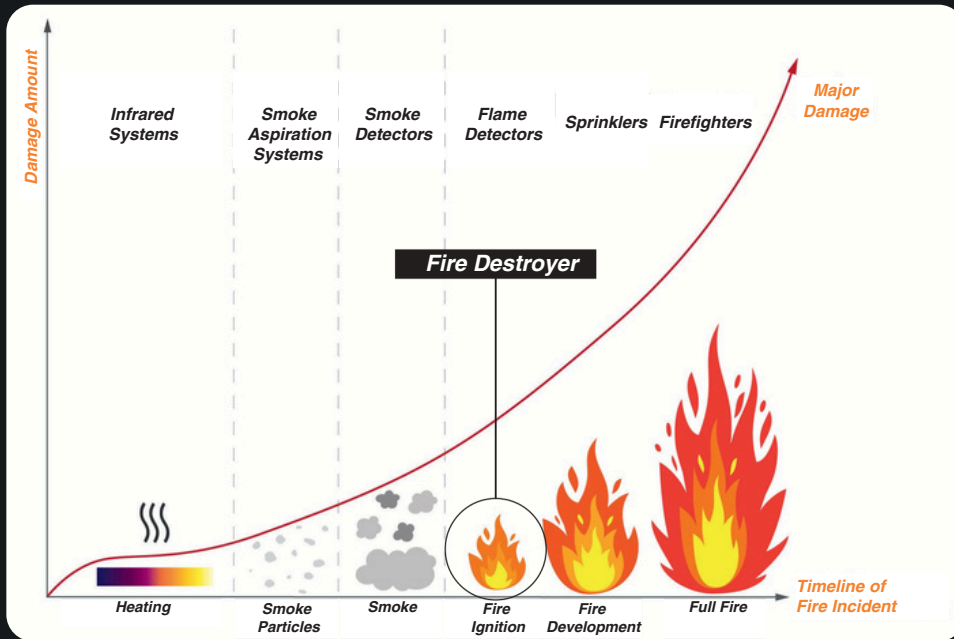 Damage Amount
Infrared
Systems
Smoke
Aspiration
Systems
Smoke
Detectors
Flame
Detectors
Sprinklers
Firefighters
Major
Damage
Fire Destroyer
Heating
Smoke
Particles
Smoke
Fire
Ignition
Fire
Development
Full Fire
Timeline of
Fire Incident